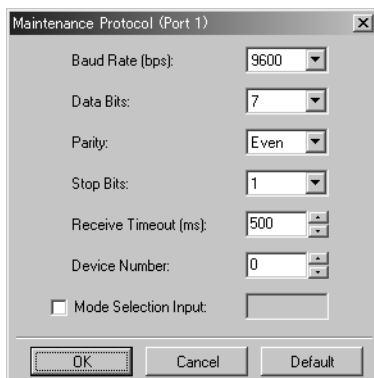 Maintenance Protocol (Port 1)
Baud Rate (bps): 9600
Data Bits: 7
Parity: Even
Stop Bits: 1
Receive Timeout (ms): 500
Device Number: 0
Mode Selection Input:
OK Cancel Default